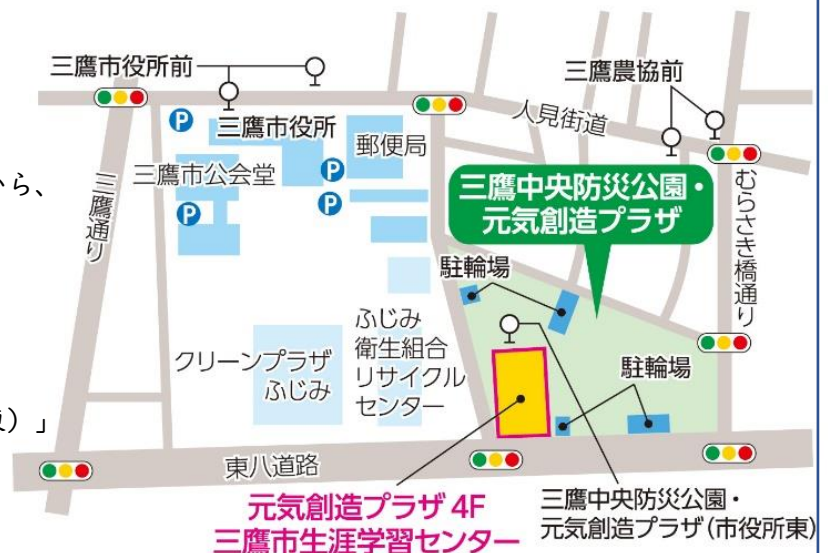 三鷹市役所前
三鷹農協前
人見街道
P
三鷹市役所
郵便局
から、
三鷹通り
三鷹市公会堂
P
P
P
三鷹中央防災公園・
元気創造プラザ
むらさき橋通り
駐輪場
ふじみ
衛生組合
リサイクル
センター
クリーンプラザ
ふじみ
駐輪場
）」
東八道路
元気創造プラザ 4F
三鷹市生涯学習センター
三鷹中央防災公園・
元気創造プラザ(市役所東)